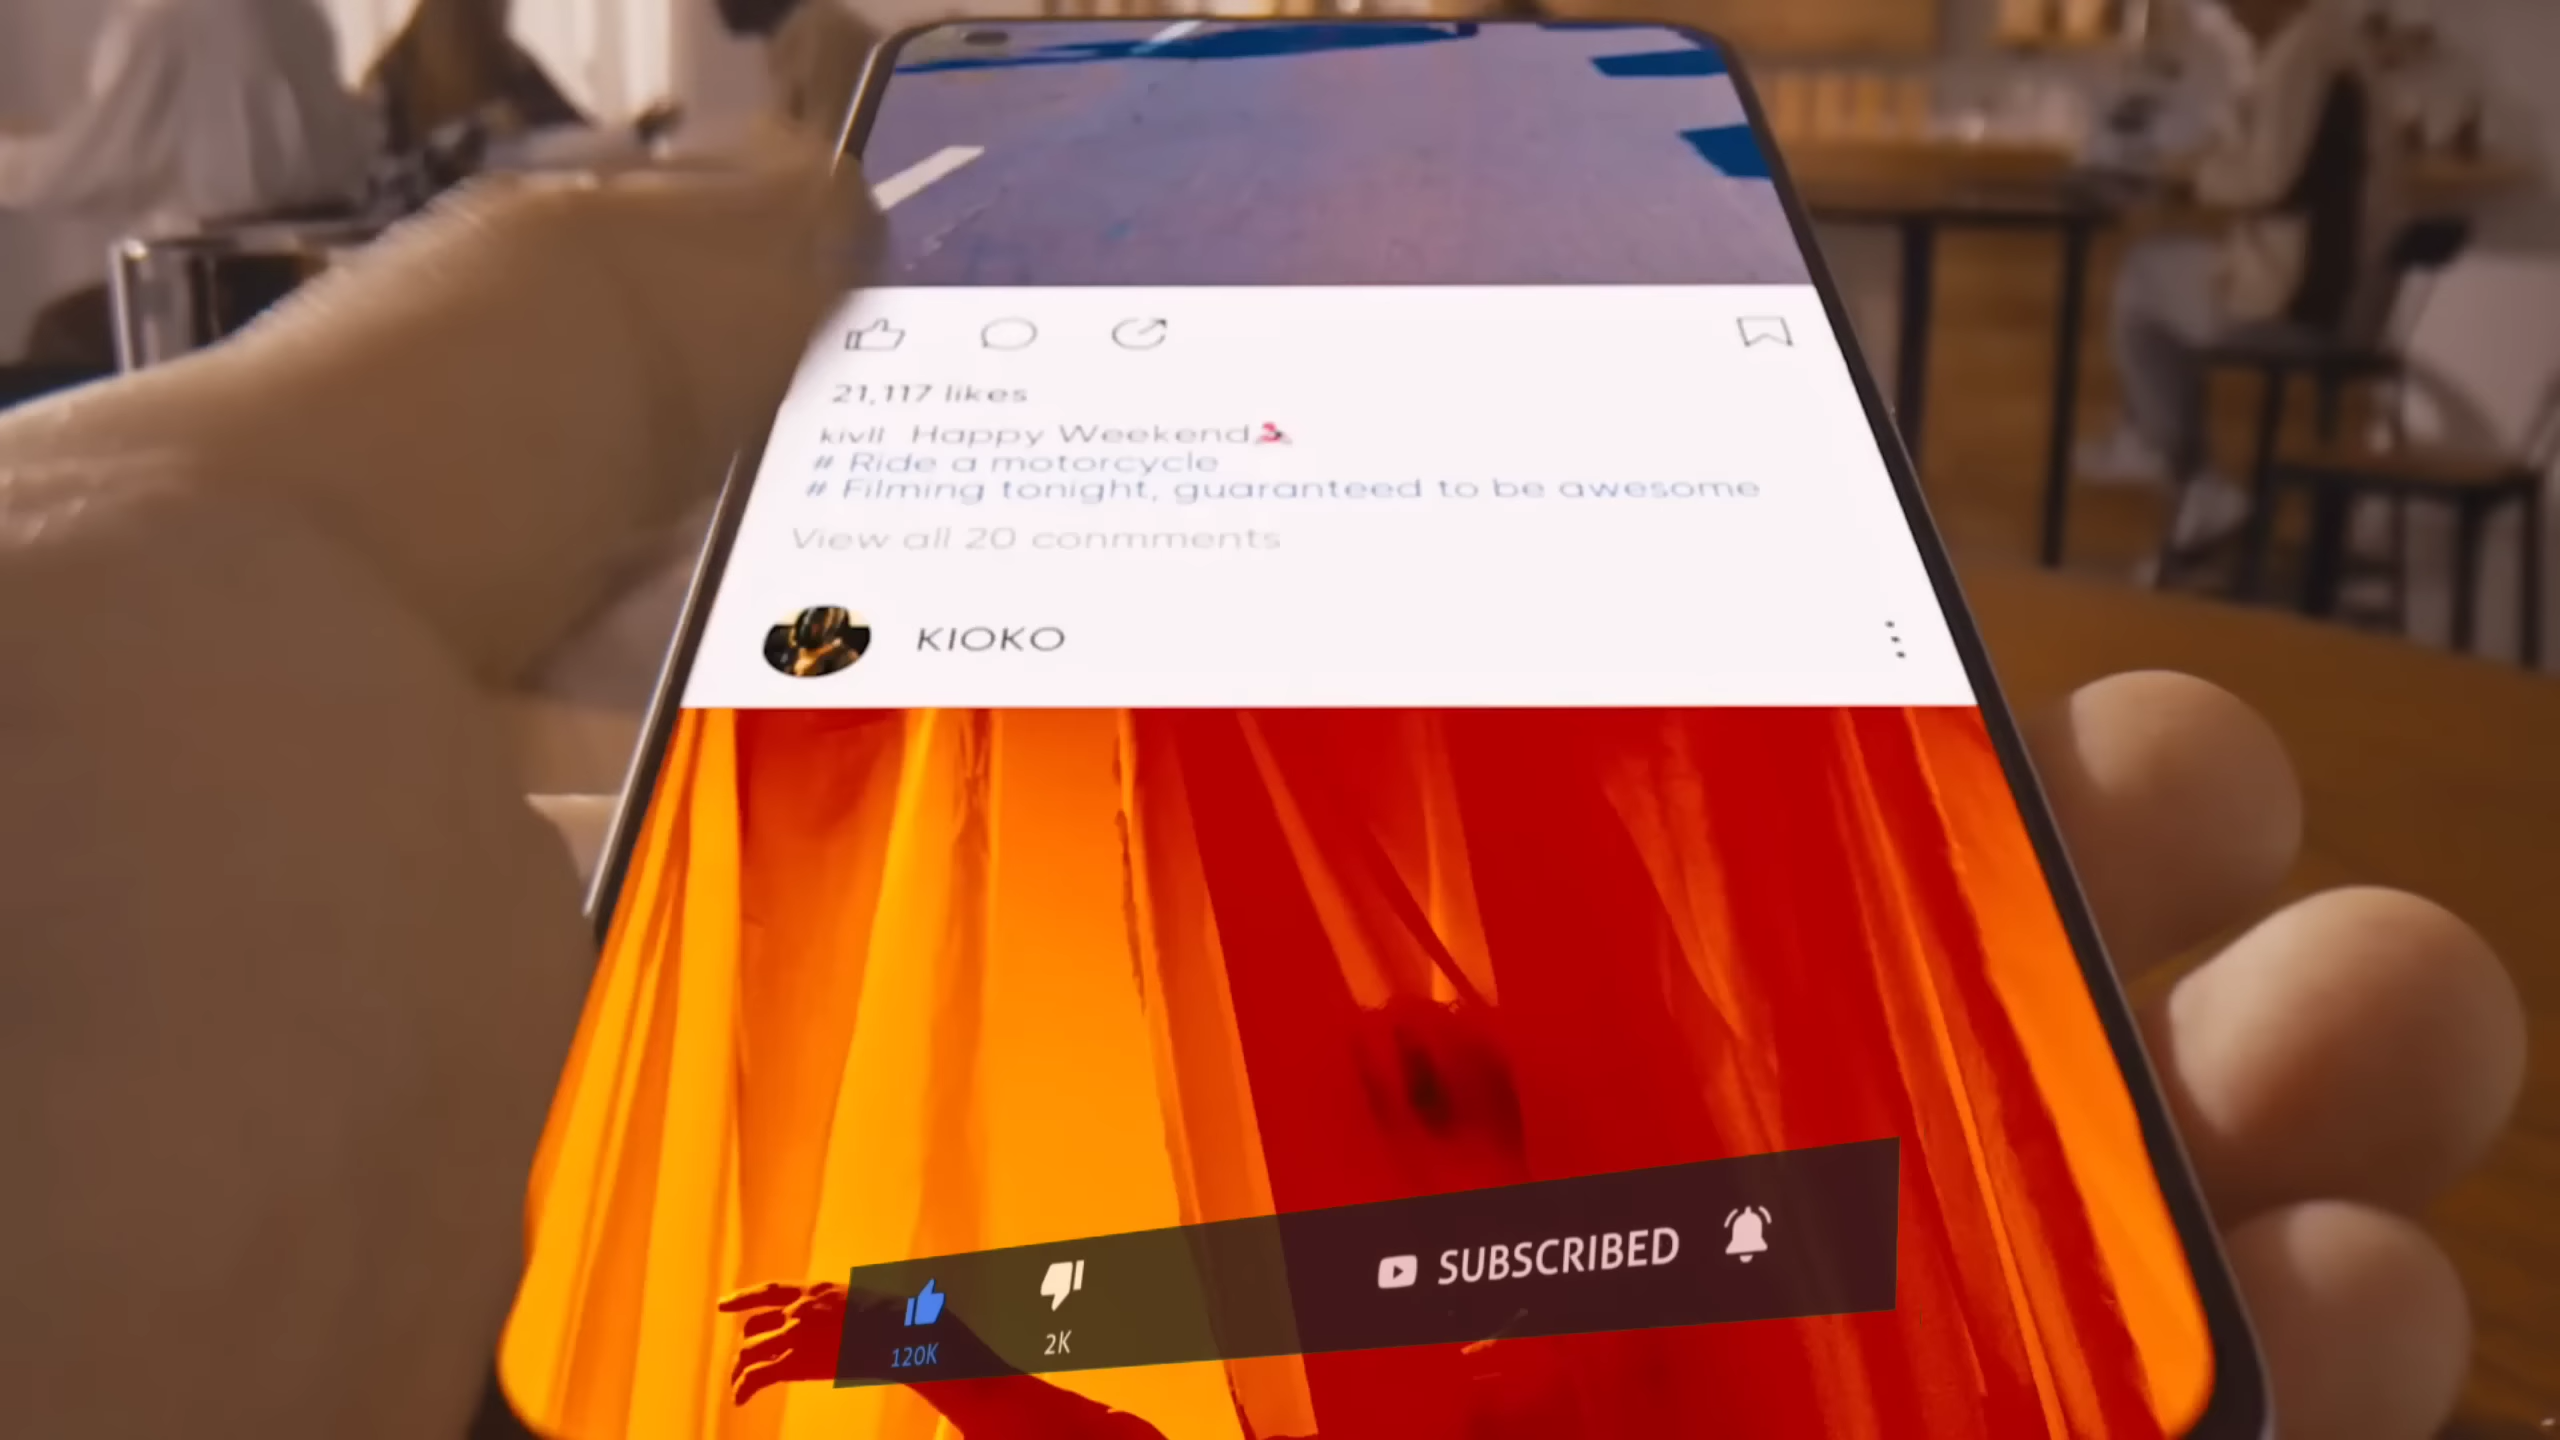 21,117 likes
kivll Happy Weekend
# Ride a motorcycle
# Filming tonight, guaranteed to be awesome
View all 20 conmments
KIOKO
SUBSCRIBED
120K
2K